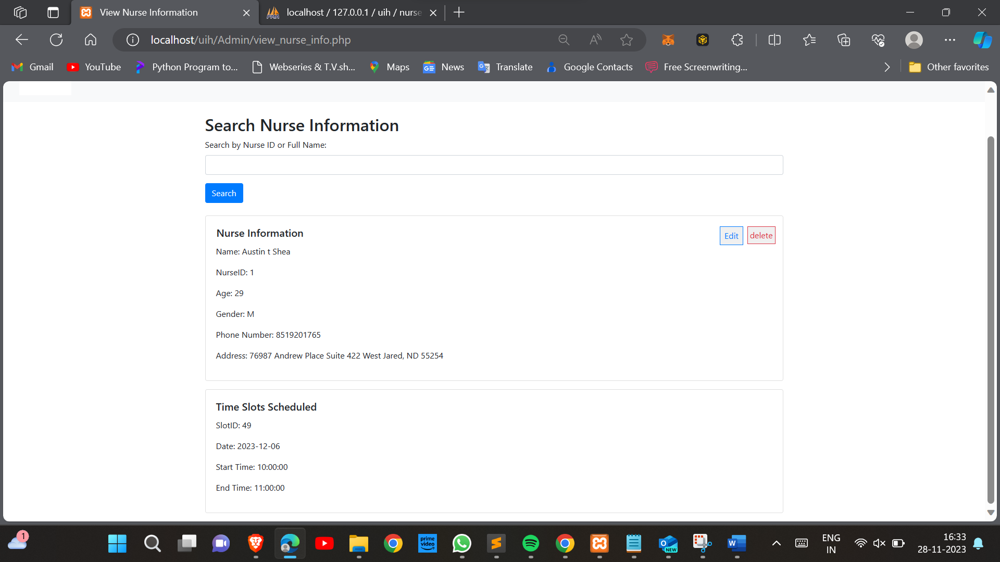 View Nurse Information
localhost / 127.0.0.1 / uih / nurse
localhost/uih/Admin/view_nurse_info.php
Gmail
YouTube
Python Program to...
Webseries & T.V.sh...
Maps
News
Translate
Google Contacts
Free Screenwriting...
Other favorites
Search Nurse Information
Search by Nurse ID or Full Name:
Search
Nurse Information
Edit
delete
Name: Austin t Shea
NurseID: 1
Age: 29
Gender: M
Phone Number: 8519201765
Address: 76987 Andrew Place Suite 422 West Jared, ND 55254
Time Slots Scheduled
SlotID: 49
Date: 2023-12-06
Start Time: 10:00:00
End Time: 11:00:00
1
prime
video
NEW
ENG
IN
16:33
28-11-2023